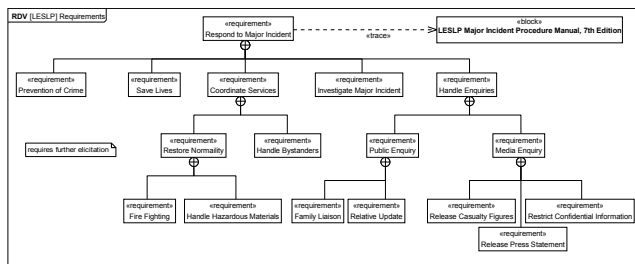 RDV [LESLP] Requirements
«requirement»
Respond to Major Incident
«trace»
«block»
LESLP Major Incident Procedure Manual, 7th Edition
«requirement»
Prevention of Crime
«requirement»
Save Lives
«requirement»
Coordinate Services
«requirement»
Investigate Major Incident
«requirement»
Handle Enquiries
requires further elicitation
«requirement»
Restore Normaility
«requirement»
Handle Bystanders
«requirement»
Public Enquiry
«requirement»
Media Enquiry
«requirement»
Fire Fighting
«requirement»
Handle Hazardous Materials
«requirement»
Family Liaison
«requirement»
Relative Update
«requirement»
Release Casualty Figures
«requirement»
Restrict Confidential Information
«requirement»
Release Press Statement